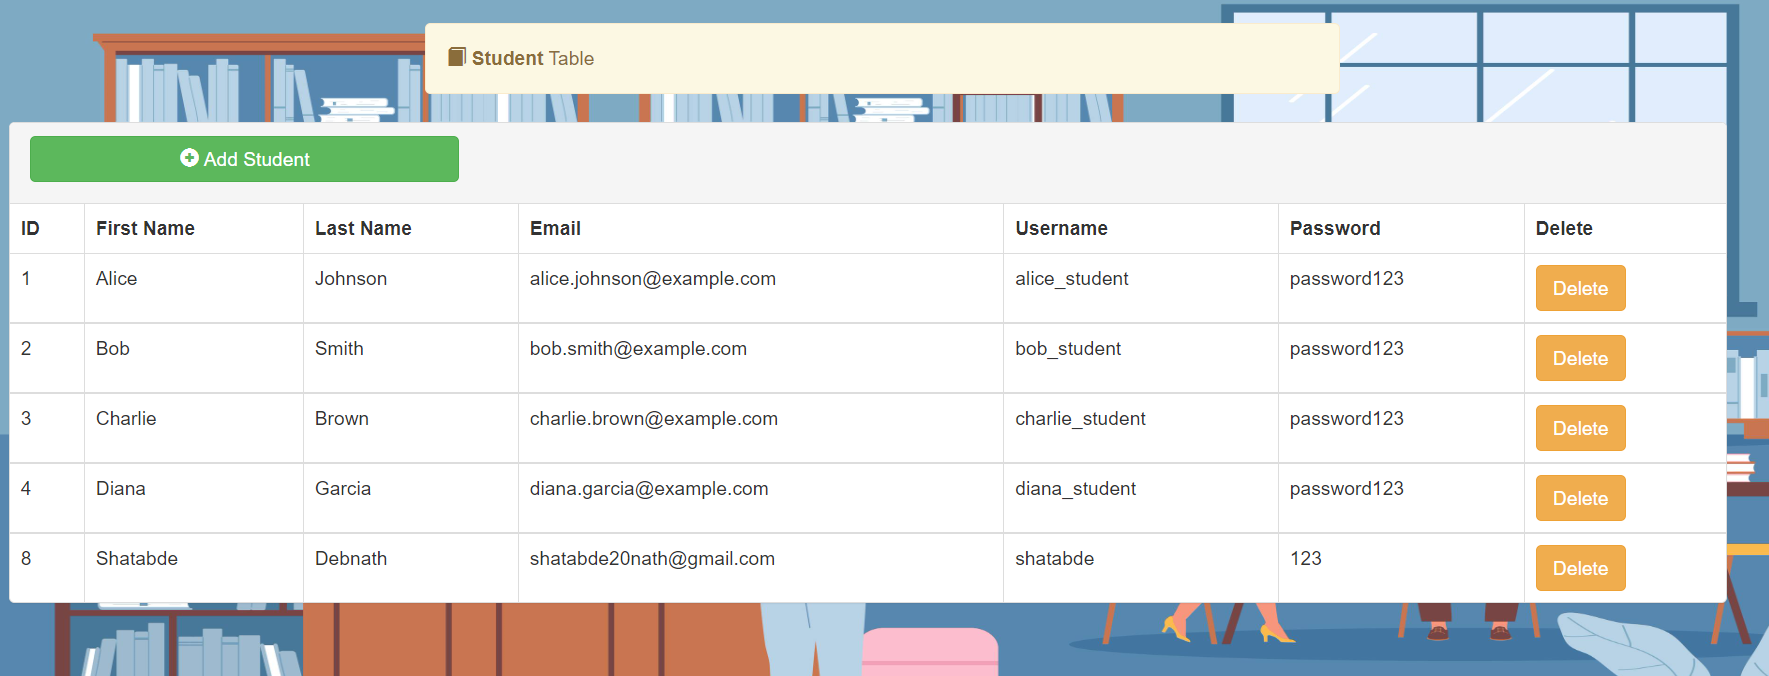 Student Table
Add Student
ID First Name Last Name Email Username Password Delete
1 Alice Johnson alice.johnson@example.com alice_student password123 Delete
2 Bob Smith bob.smith@example.com bob_student password123 Delete
3 Charlie Brown charlie.brown@example.com charlie_student password123 Delete
4 Diana Garcia diana.garcia@example.com diana_student password123 Delete
8 Shatabde Debnath shatabde20nath@gmail.com shatabde 123 Delete